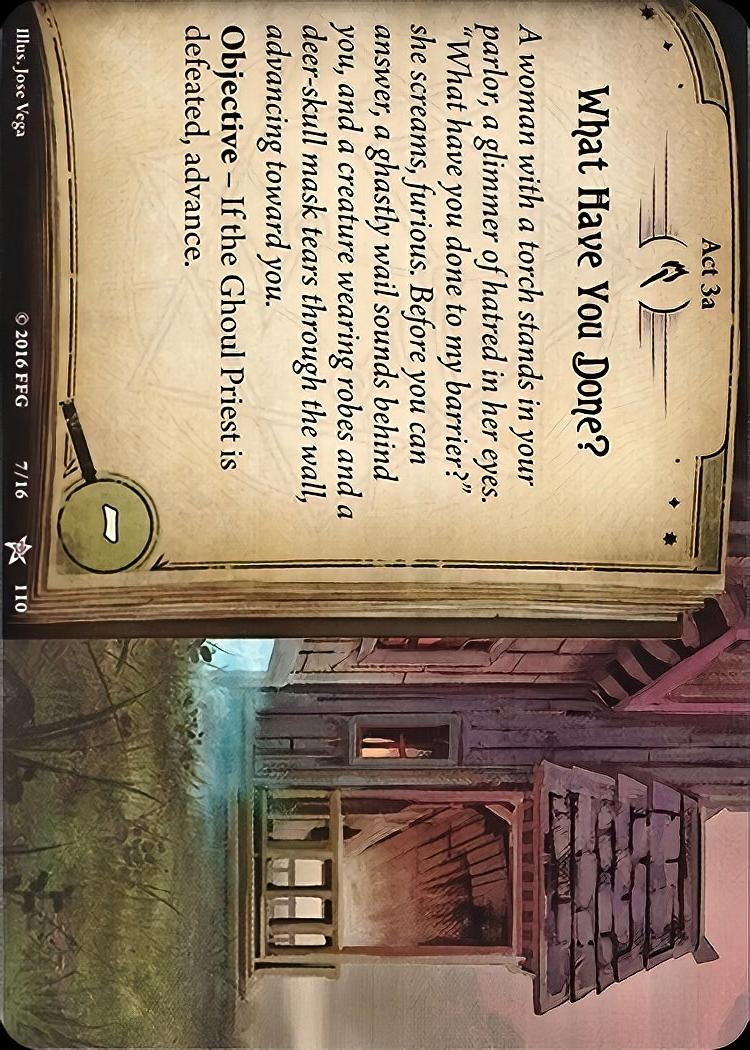 Act 3a
What Have You Done?
A woman with a torch stands in your
parlor, a glimmer of hatred in her eyes.
“What have you done to my barrier?”
she screams, furious. Before you can
answer, a ghastly wail sounds behind
you, and a creature wearing robes and a
deer-skull mask tears through the wall,
advancing toward you.
Objective – If the Ghoul Priest is
defeated, advance.
–
Illus. Jose Vega
© 2016 FFG
7/16
110